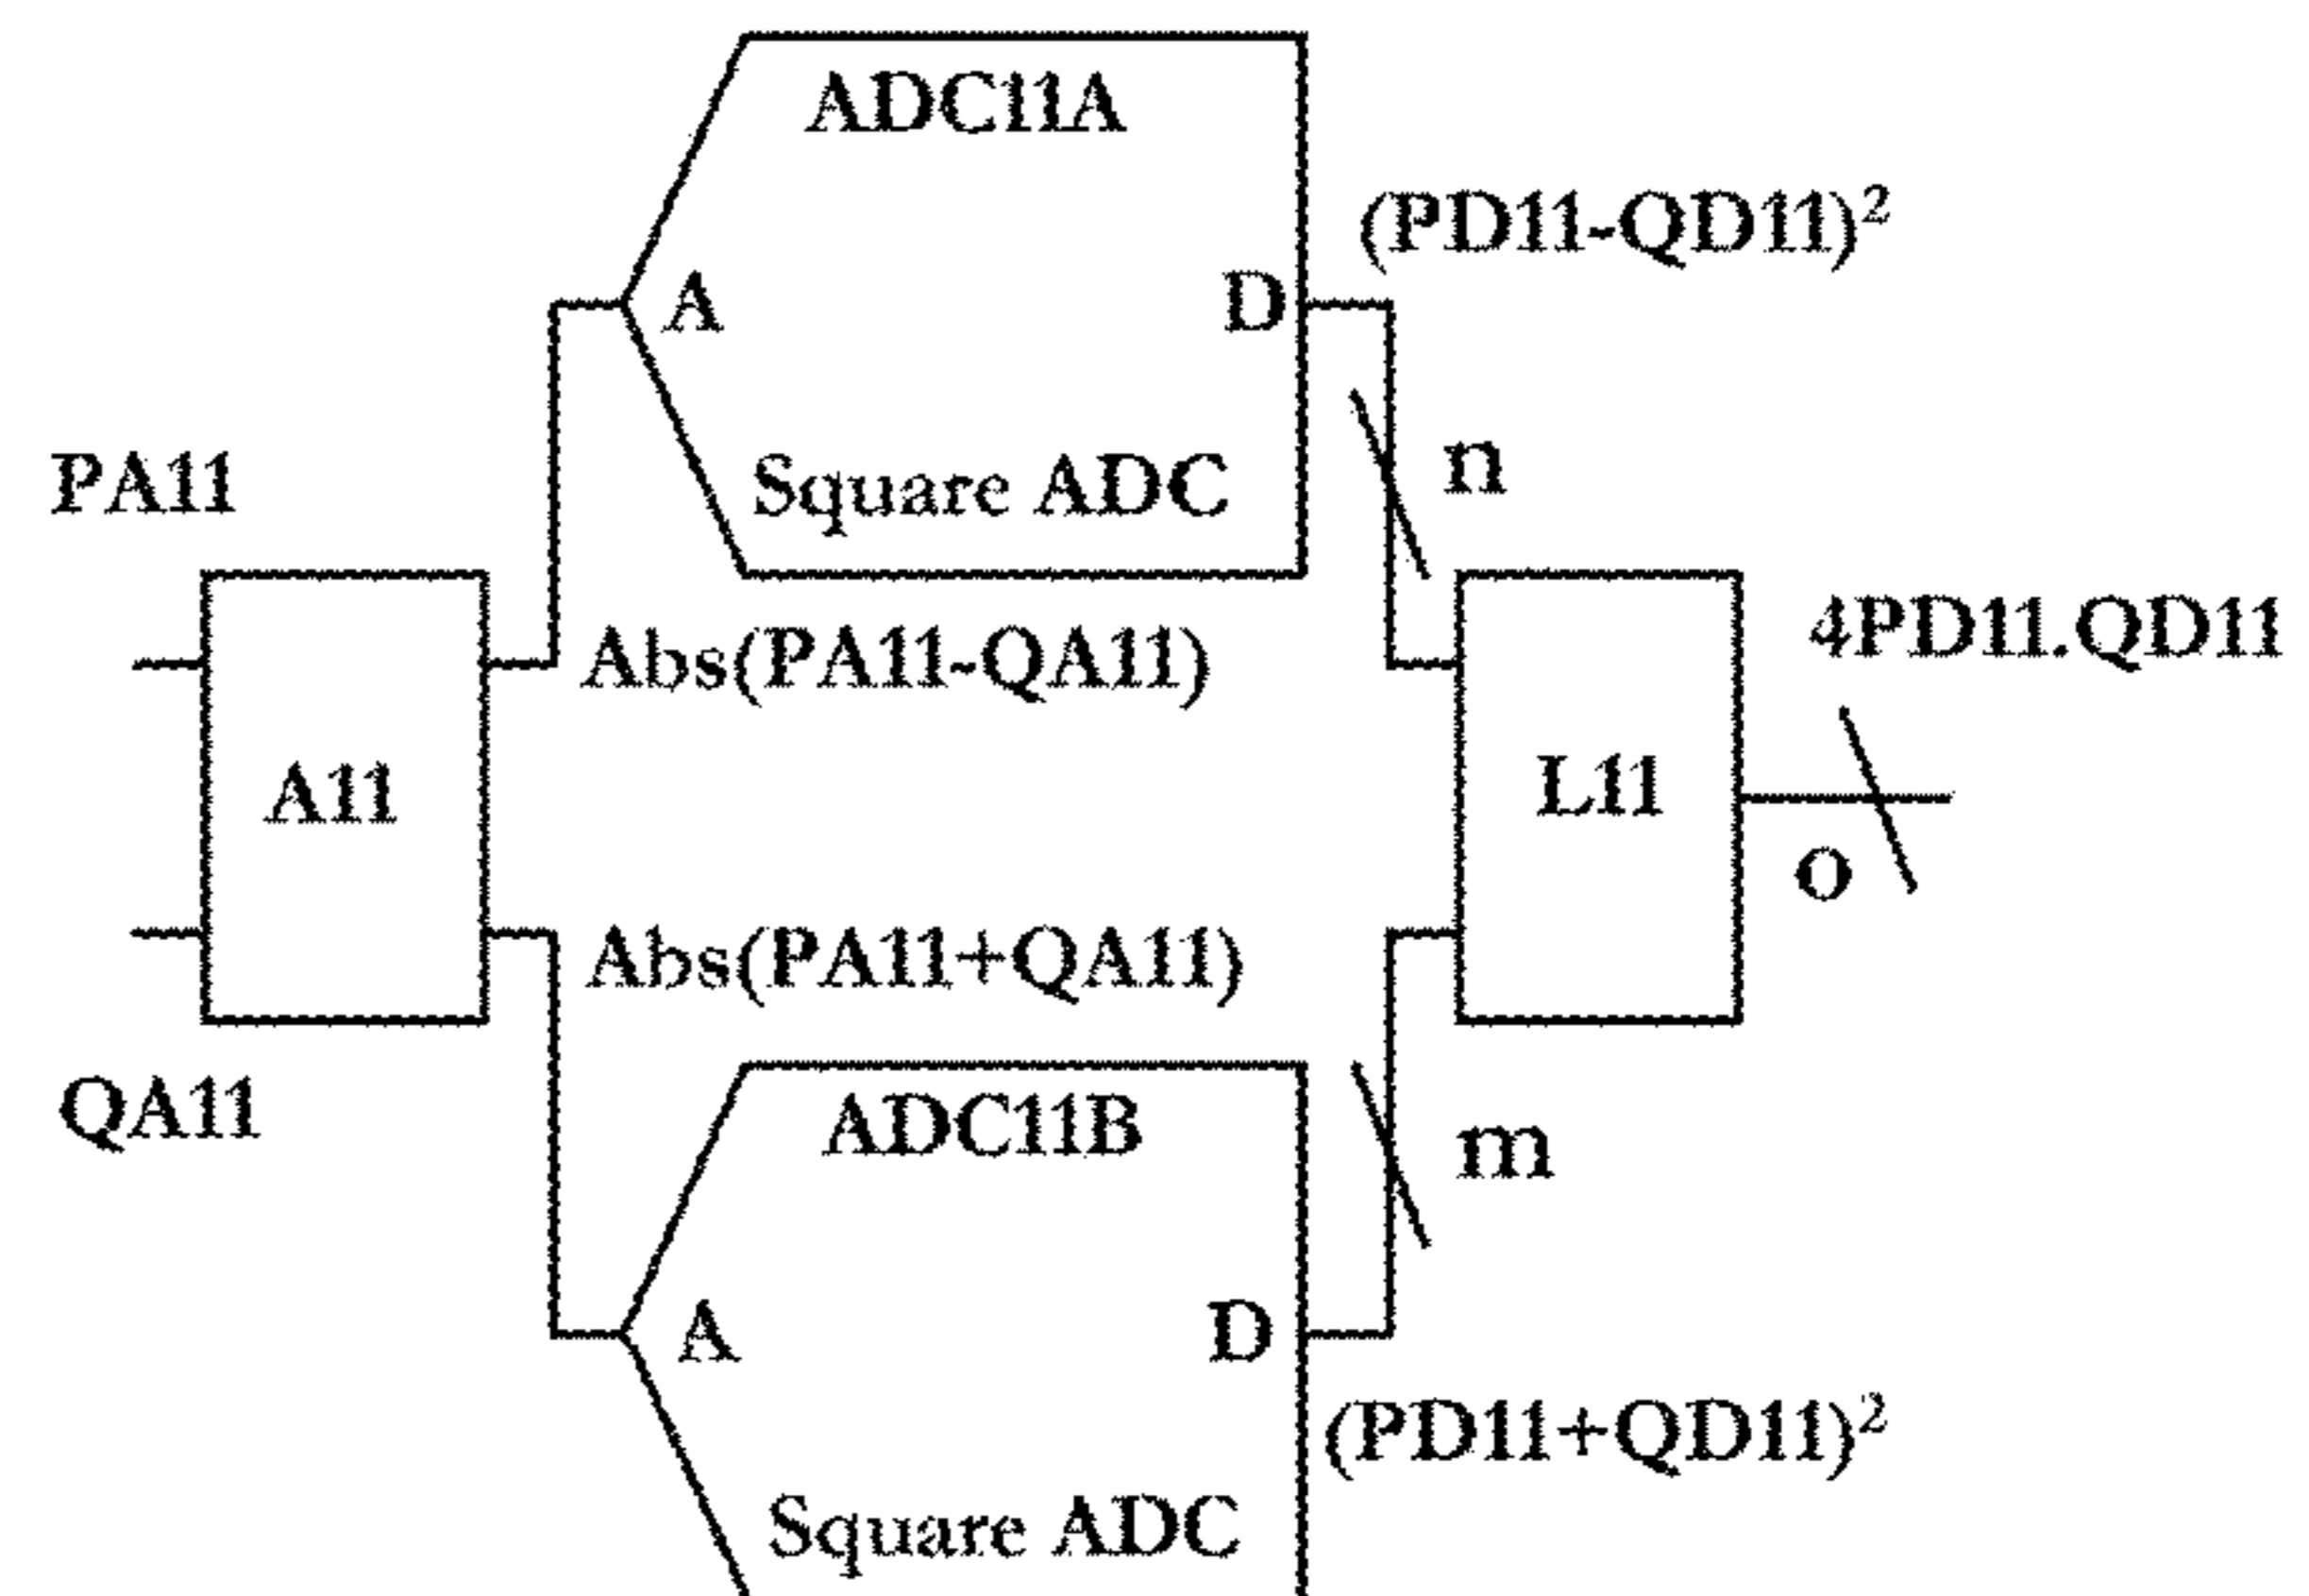 ADC11A
(PD11-QD11)²
A
D
PA11
Square ADC
n
Abs(PA11-QA11)
4PD11.QD11
A11
L11
o
Abs(PA11+QA11)
QA11
ADC11B
m
A
D
(PD11+QD11)²
Square ADC